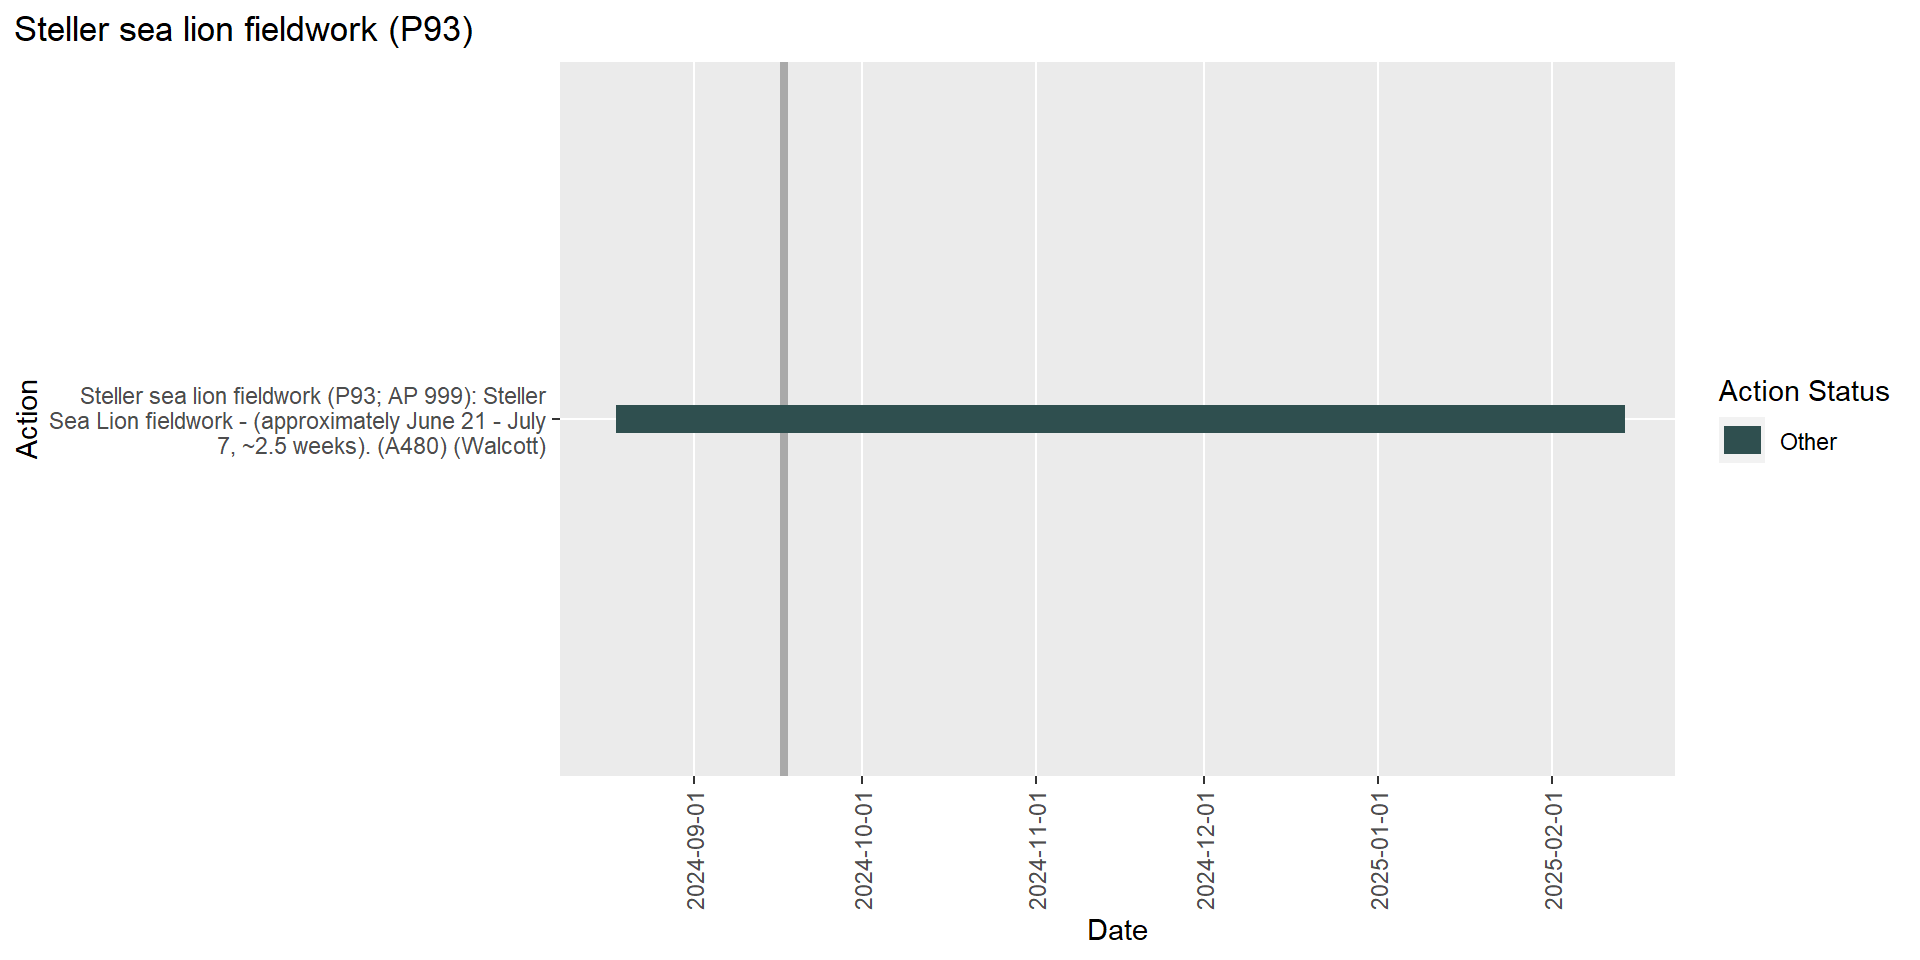 Steller sea lion fieldwork (P93)
Action
Steller sea lion fieldwork (P93; AP 999): Steller
Sea Lion fieldwork - (approximately June 21 - July
7, ~2.5 weeks). (A480) (Walcott)
2024-09-01
2024-10-01
2024-11-01
2024-12-01
2025-01-01
2025-02-01
Date
Action Status
Other